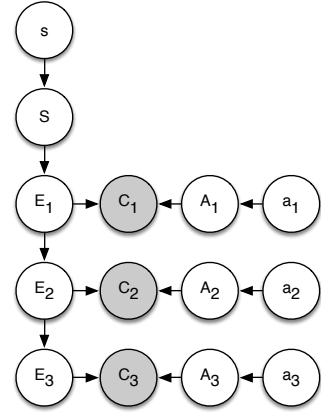 s
S
E₁ C₁ A₁ a₁
E₂ C₂ A₂ a₂
E₃ C₃ A₃ a₃